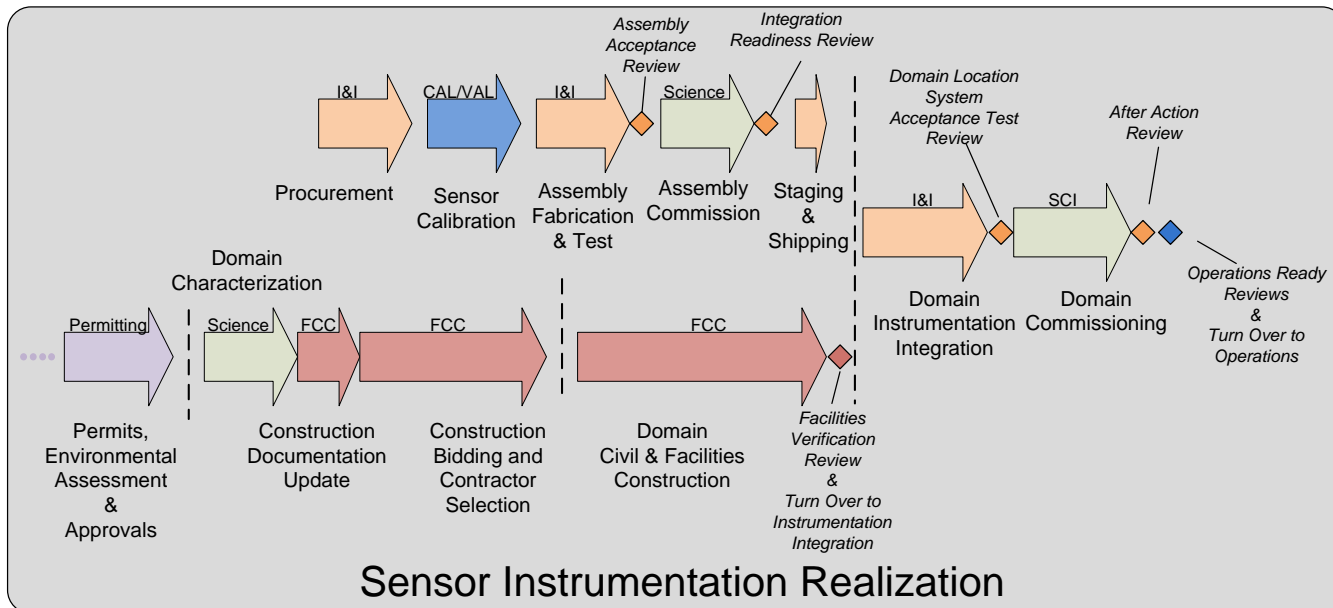 Assembly
Acceptance
Review
Integration
Readiness Review
I&I
CAL/VAL
I&I
Science
Procurement
Sensor
Calibration
Assembly
Fabrication
& Test
Assembly
Commission
Staging
&
Shipping
Domain Location
System
Acceptance Test
Review
After Action
Review
I&I
SCI
Domain
Instrumentation
Integration
Domain
Commissioning
Operations Ready
Reviews
&
Turn Over to
Operations
Domain
Characterization
Permitting
Science
FCC
FCC
FCC
Permits,
Environmental
Assessment
&
Approvals
Construction
Documentation
Update
Construction
Bidding and
Contractor
Selection
Domain
Civil & Facilities
Construction
Facilities
Verification
Review
&
Turn Over to
Instrumentation
Integration
Sensor Instrumentation Realization